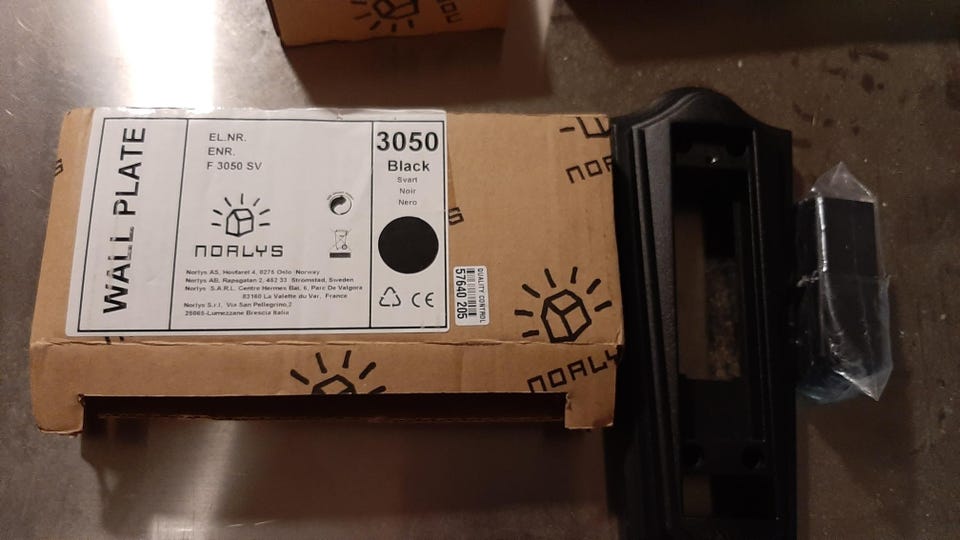 WALL PLATE
EL.NR.
ENR.
F 3050 SV
NORLYS
Norlys AS, Hovfaret 4, 0275 Oslo Norway
Norlys AB, Rapsgatan 2, 452 33 Stromstad, Sweden
Norlys S.A.R.L. Centre Hermes Bat. 6, Parc De Valgora
83160 La Valette du Var, France
Norlys S.r.l. Via San Pellegrino,2
25065-Lumezzane Brescia Italia
3050
Black
Svart
Noir
Nero
CE
QUALITY CONTROL
57640 205
NORLYS